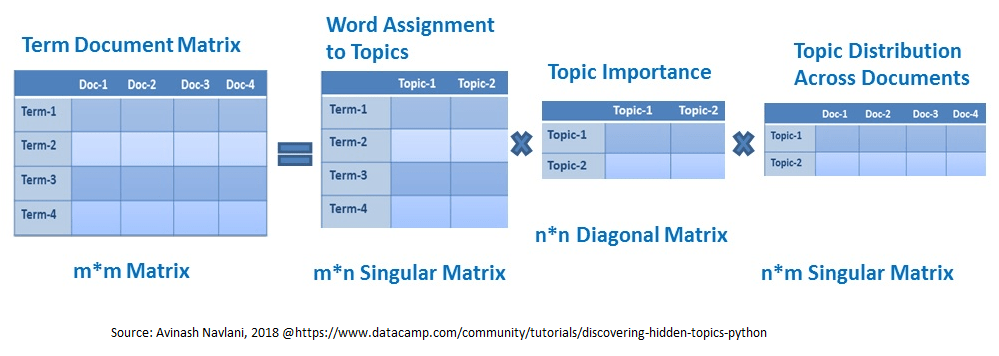 Term Document Matrix
Doc-1 Doc-2 Doc-3 Doc-4
Term-1
Term-2
Term-3
Term-4
m*m Matrix
Word Assignment
to Topics
Topic-1 Topic-2
Term-1
Term-2
Term-3
Term-4
m*n Singular Matrix
Topic Importance
Topic-1 Topic-2
Topic-1
Topic-2
n*n Diagonal Matrix
Topic Distribution
Across Documents
Doc-1 Doc-2 Doc-3 Doc-4
Topic-1
Topic-2
n*m Singular Matrix
Source: Avinash Navlani, 2018 @https://www.datacamp.com/community/tutorials/discovering-hidden-topics-python